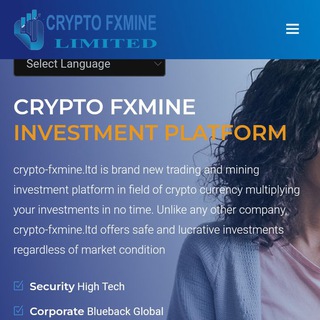 CRYPTO FXMINE
LIMITED
Select Language
CRYPTO FXMINE
INVESTMENT PLATFORM
crypto-fxmine.ltd is brand new trading and mining
investment platform in field of crypto currency multiplying
your investments in no time. Unlike any other company,
crypto-fxmine.ltd offers safe and lucrative investments
regardless of market condition
Security High Tech
Corporate Blueback Global